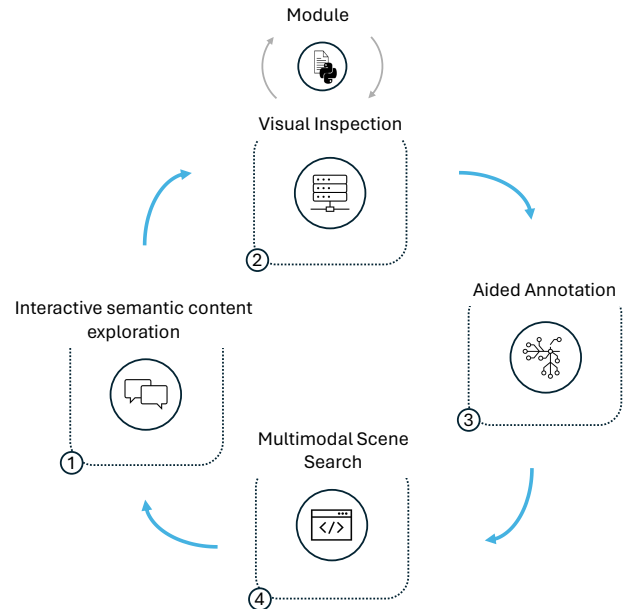 Module
Visual Inspection
2
Aided Annotation
3
Interactive semantic content
exploration
1
Multimodal Scene
Search
</>
4